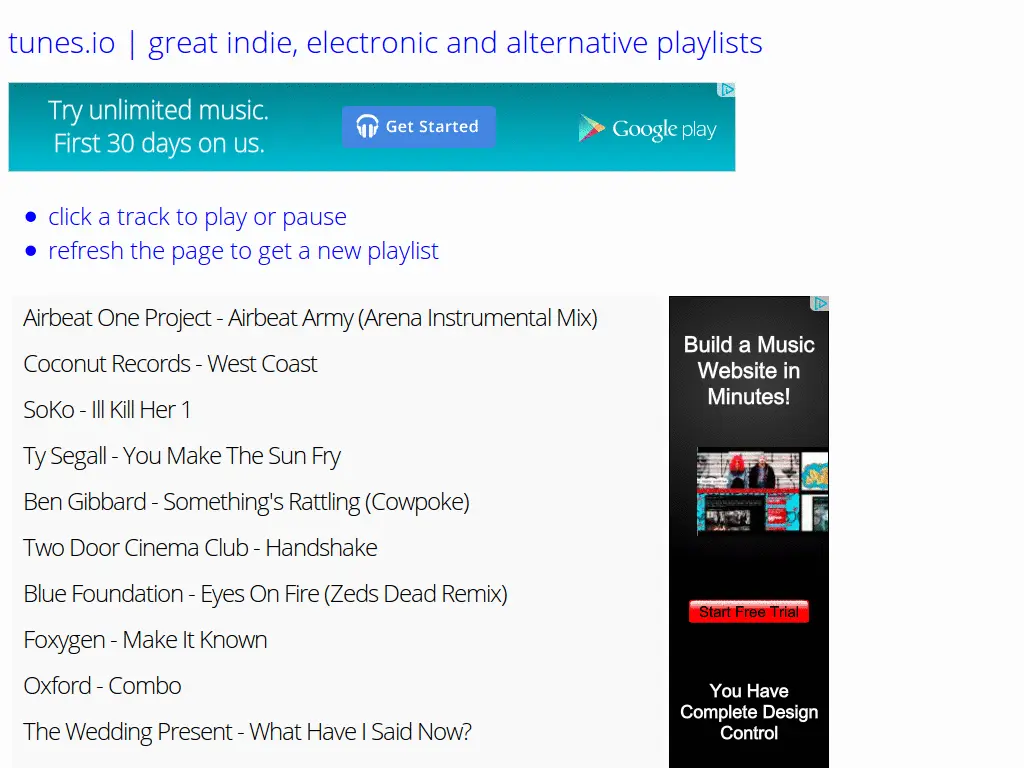 tunes.io | great indie, electronic and alternative playlists
Try unlimited music.
First 30 days on us.
Get Started
Google play
• click a track to play or pause
• refresh the page to get a new playlist
Airbeat One Project - Airbeat Army (Arena Instrumental Mix)
Coconut Records - West Coast
SoKo - Ill Kill Her 1
Ty Segall - You Make The Sun Fry
Ben Gibbard - Something's Rattling (Cowpoke)
Two Door Cinema Club - Handshake
Blue Foundation - Eyes On Fire (Zeds Dead Remix)
Foxygen - Make It Known
Oxford - Combo
The Wedding Present - What Have I Said Now?
Build a Music
Website in
Minutes!
Start Free Trial
You Have
Complete Design
Control